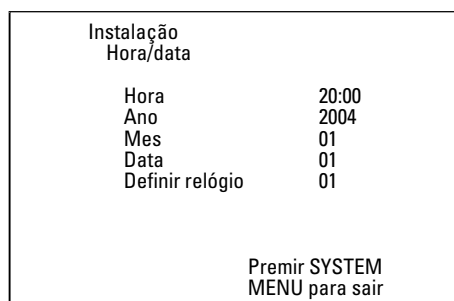 Instalação
Hora/data
Hora 20:00
Ano 2004
Mes 01
Data 01
Definir relógio 01
Premir SYSTEM
MENU para sair